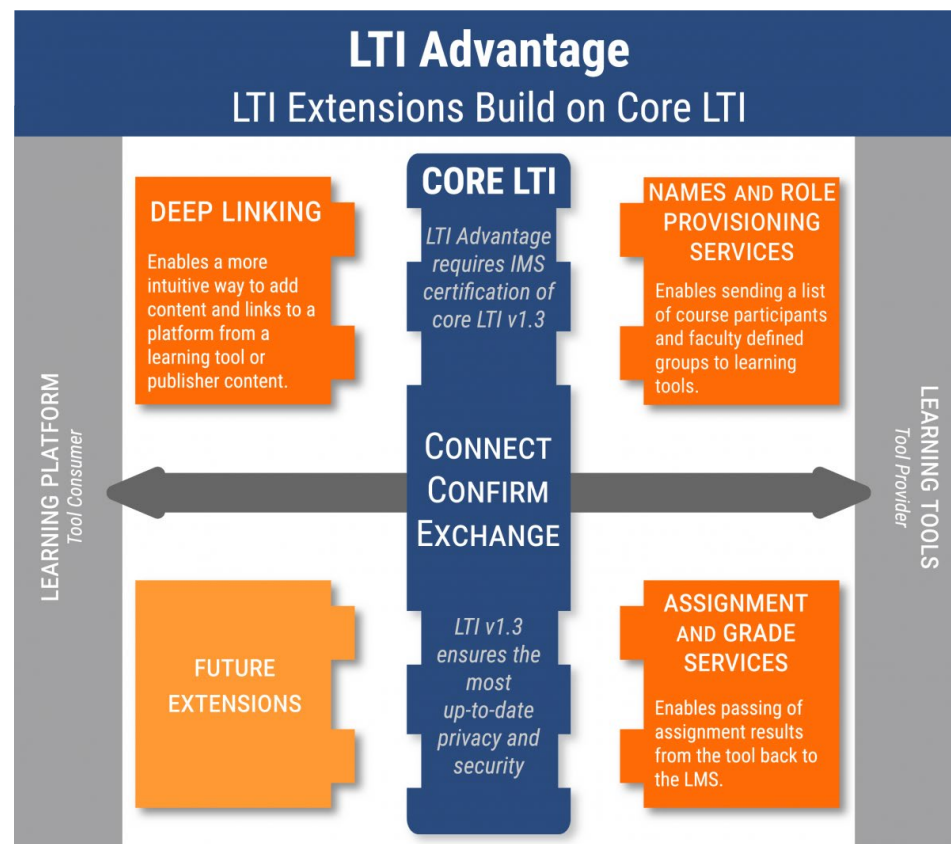 LTI Advantage
LTI Extensions Build on Core LTI
LEARNING PLATFORM
Tool Consumer
DEEP LINKING
Enables a more
intuitive way to add
content and links to a
platform from a
learning tool or
publisher content.
FUTURE
EXTENSIONS
CORE LTI
LTI Advantage
requires IMS
certification of
core LTI v1.3
CONNECT
CONFIRM
EXCHANGE
LTI v1.3
ensures the
most
up-to-date
privacy and
security
NAMES AND ROLE
PROVISIONING
SERVICES
Enables sending a list
of course participants
and faculty defined
groups to learning
tools.
ASSIGNMENT
AND GRADE
SERVICES
Enables passing of
assignment results
from the tool back to
the LMS.
LEARNING TOOLS
Tool Provider